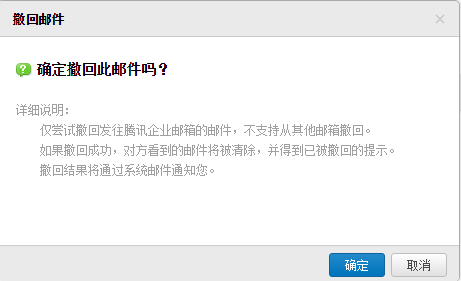 撤回邮件
确定撤回此邮件吗？
详细说明：
仅尝试撤回发往腾讯企业邮箱的邮件，不支持从其他邮箱撤回。
如果撤回成功，对方看到的邮件将被清除，并得到已被撤回的提示。
撤回结果将通过系统邮件通知您。
确定
取消